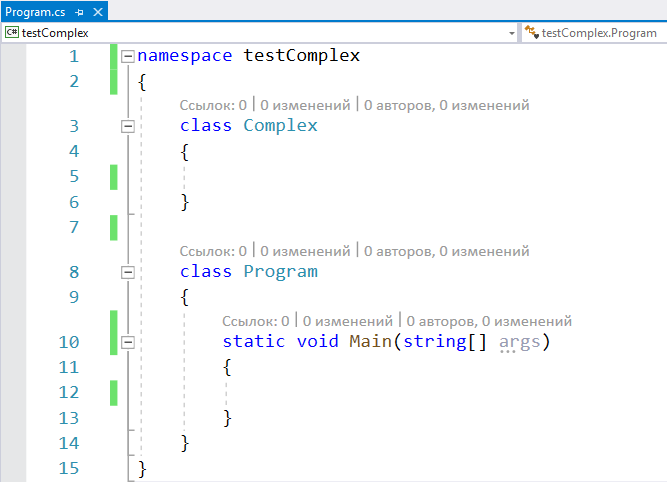 Program.cs
C# testComplex testComplex.Program
1 namespace testComplex
2 {
Ссылок: 0 | 0 изменений | 0 авторов, 0 изменений
3 class Complex
4 {
5
6 }
7
Ссылок: 0 | 0 изменений | 0 авторов, 0 изменений
8 class Program
9 {
Ссылок: 0 | 0 изменений | 0 авторов, 0 изменений
10 static void Main(string[] args)
11 {
12
13 }
14 }
15 }